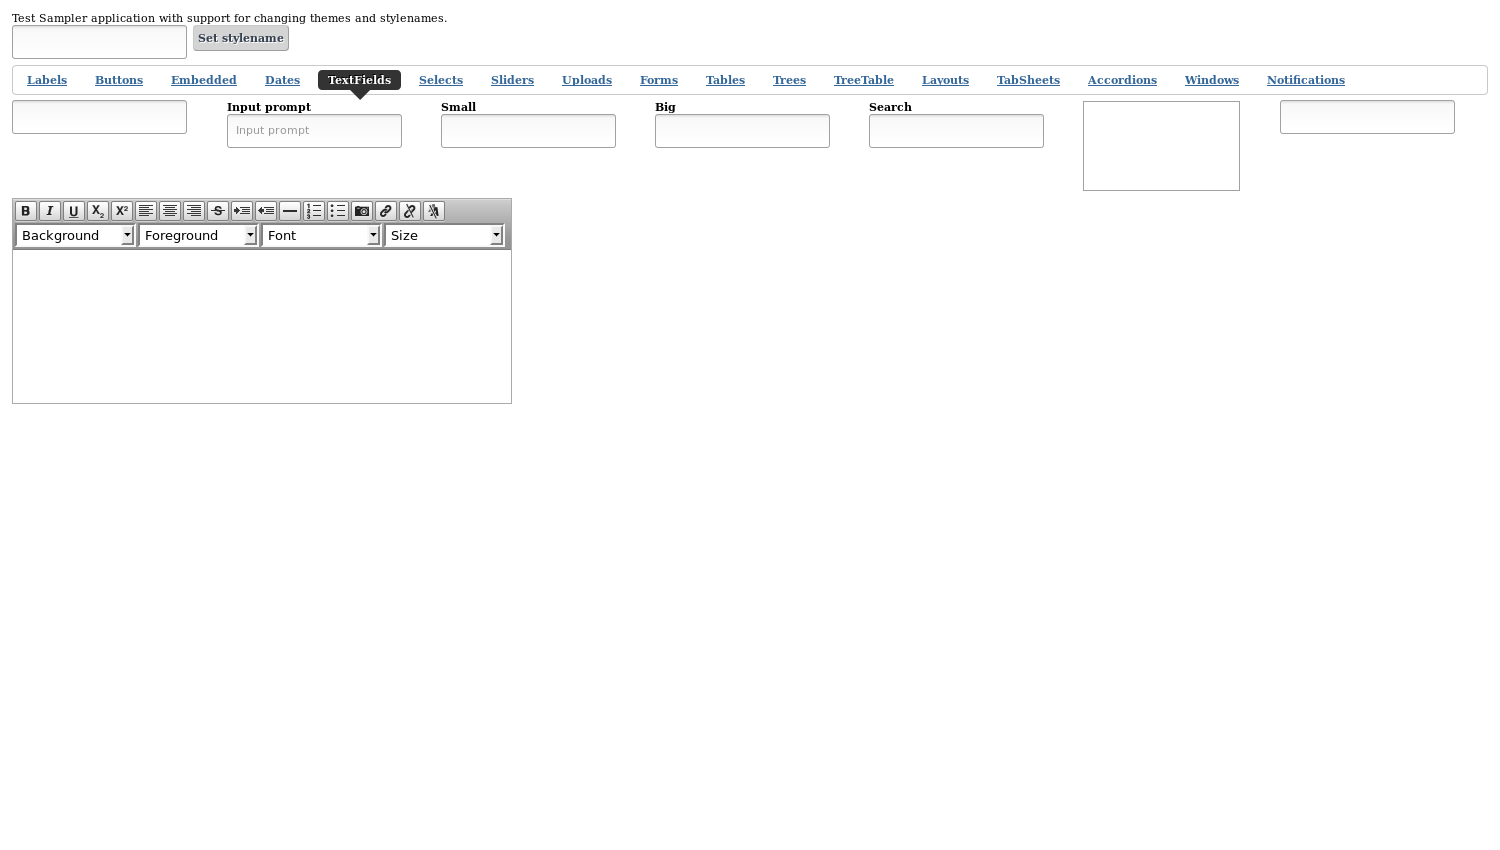 Test Sampler application with support for changing themes and stylenames.
Set stylename
Labels Buttons Embedded Dates TextFields Selects Sliders Uploads Forms Tables Trees TreeTable Layouts TabSheets Accordions Windows Notifications
Input prompt Small Big Search
Input prompt
B I U X₂ X² S
Background Foreground Font Size